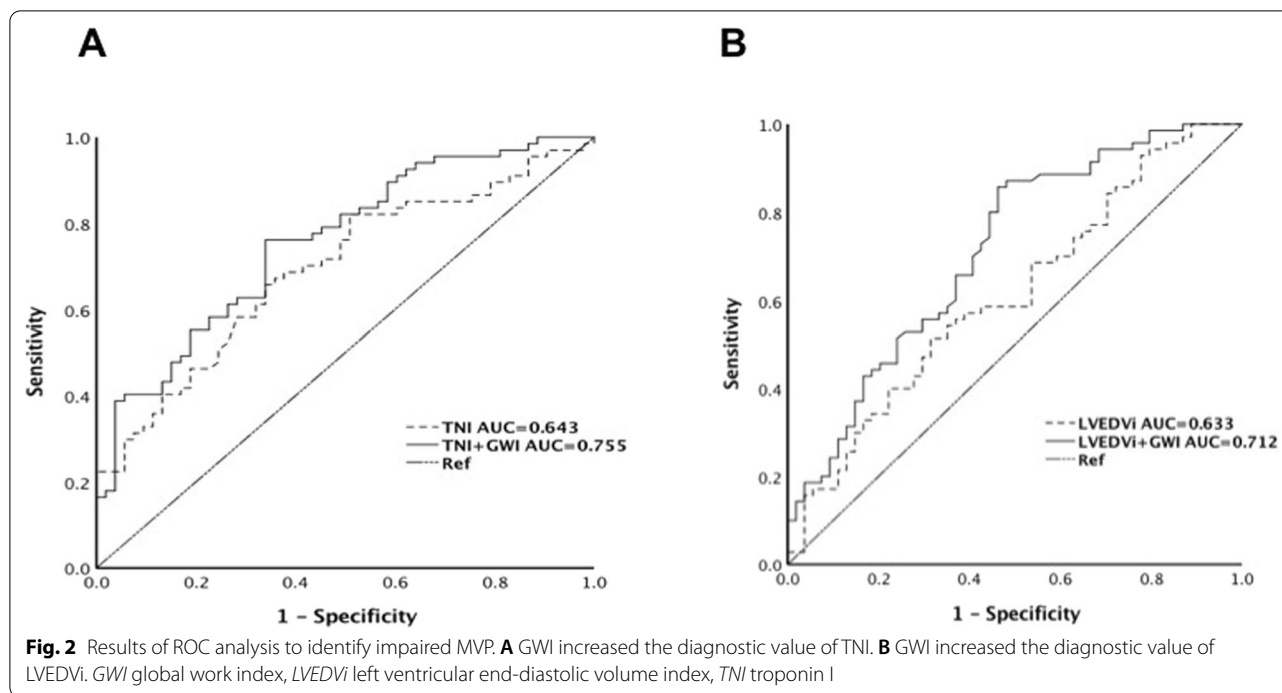 A
1.0
0.8
0.6
0.4
0.2
0.0
Sensitivity
TNI AUC=0.643
TNI+GWI AUC=0.755
Ref
0.0 0.2 0.4 0.6 0.8 1.0
1 - Specificity
B
1.0
0.8
0.6
0.4
0.2
0.0
Sensitivity
LVEDVi AUC=0.633
LVEDVi+GWI AUC=0.712
Ref
0.0 0.2 0.4 0.6 0.8 1.0
1 - Specificity
Fig. 2 Results of ROC analysis to identify impaired MVP. A GWI increased the diagnostic value of TNI. B GWI increased the diagnostic value of
LVEDVi. GWI global work index, LVEDVi left ventricular end-diastolic volume index, TNI troponin I